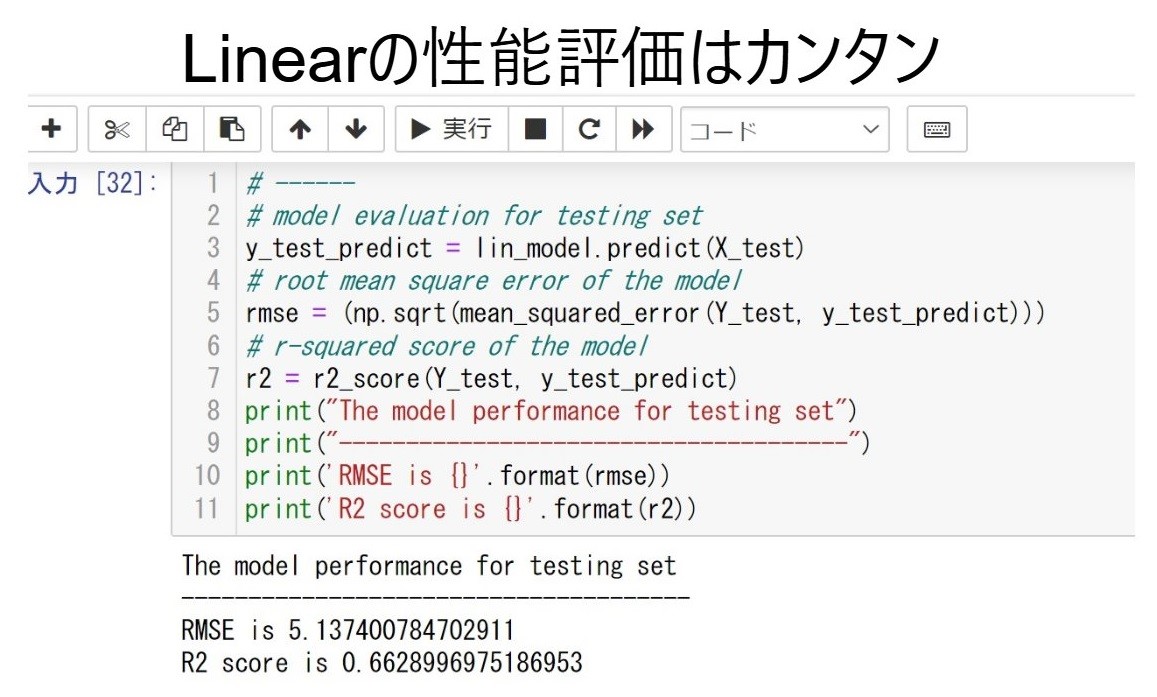 Linearの性能評価はカンタン
実行 コード
入力 [32]:
1 # ------
2 # model evaluation for testing set
3 y_test_predict = lin_model.predict(X_test)
4 # root mean square error of the model
5 rmse = (np.sqrt(mean_squared_error(Y_test, y_test_predict)))
6 # r-squared score of the model
7 r2 = r2_score(Y_test, y_test_predict)
8 print("The model performance for testing set")
9 print("--------------------------------------")
10 print('RMSE is {}'.format(rmse))
11 print('R2 score is {}'.format(r2))
The model performance for testing set
--------------------------------------
RMSE is 5.137400784702911
R2 score is 0.6628996975186953